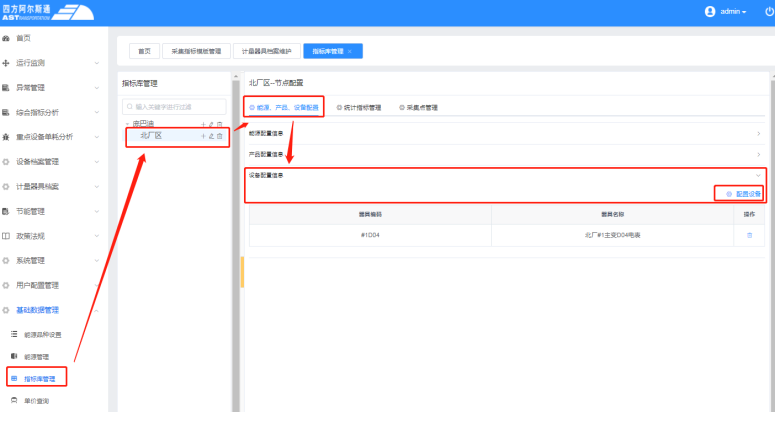 四方阿尔斯通
AST TRANSPORTATION
admin
首页
运行监测
异常管理
综合指标分析
重点设备单耗分析
设备档案管理
计量器具档案
节能管理
政策法规
系统管理
用户配置管理
基础数据管理
能源品种设置
能源管理
指标库管理
单价查询
首页
采集指标模板管理
计量器具档案维护
指标库管理 ×
指标库管理
输入关键字进行过滤
庞巴迪
北厂区
北厂区--节点配置
能源、产品、设备配置
统计指标管理
采集点管理
能源配置信息
产品配置信息
设备配置信息
配置设备
器具编码
器具名称
操作
#1D04
北厂#1主变D04电表